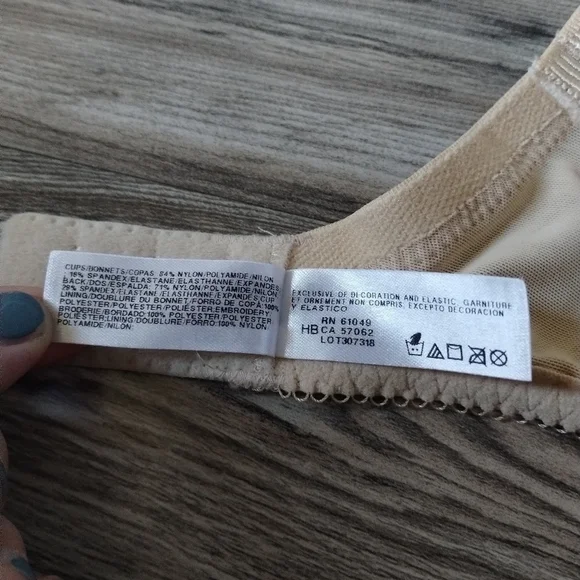 CUPS/BONNETS/COPAS: 84% NYLON/POLYAMIDE/NILON
16% SPANDEX/ELASTANE/ELASTHANNE/EXPANDEX
BACK/DOS/ESPALDA: 71% NYLON/POLYAMIDE/NILON
29% SPANDEX/ELASTANE/ELASTHANNE/EXPANDEX CUP
LINING/DOUBLURE DU BONNET/FORRO DE COPA:100%
POLYESTER/POLYESTER/POLYESTER.EMBROIDERY
BRODERIE/BORDADO:100% POLYESTER/POLYESTER
POLIESTER:LINING/DOUBLURE/FORRO:100% NYLON,
POLYAMIDE/NILON:
EXCLUSIVE OF DECORATION AND ELASTIC. GARNITURE
ET ORNEMENT NON COMPRIS, EXCEPTO DECORACION
Y ELASTICO
RN 61049
HB CA 57062
LOT307318